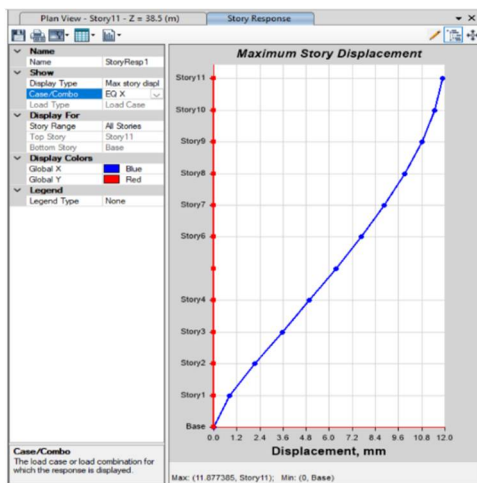 Plan View - Story11 - Z = 38.5 (m)
Story Response
Name
Name StoryResp1
Show
Display Type Max story displ
Case/Combo EQ X
Load Type Load Case
Display For
Story Range All Stories
Top Story Story11
Bottom Story Base
Display Colors
Global X Blue
Global Y Red
Legend
Legend Type None
Case/Combo
The load case or load combination for
which the response is displayed.
Maximum Story Displacement
Story11
Story10
Story9
Story8
Story7
Story6
Story4
Story3
Story2
Story1
Base
0.0 1.2 2.4 3.6 4.8 6.0 7.2 8.4 9.6 10.8 12.0
Displacement, mm
Max: (11.877385, Story11); Min: (0, Base)